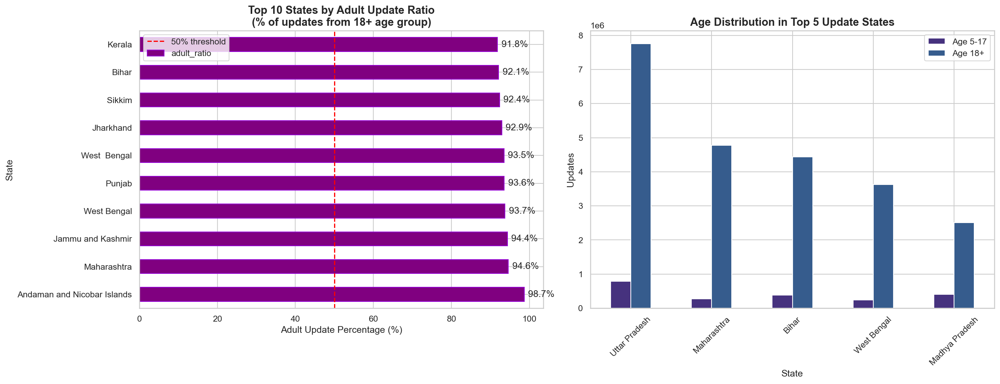 Top 10 States by Adult Update Ratio
(% of updates from 18+ age group)
50% threshold
adult_ratio
State
Kerala 91.8%
Bihar 92.1%
Sikkim 92.4%
Jharkhand 92.9%
West  Bengal 93.5%
Punjab 93.6%
West Bengal 93.7%
Jammu and Kashmir 94.4%
Maharashtra 94.6%
Andaman and Nicobar Islands 98.7%
0 20 40 60 80 100
Adult Update Percentage (%)
Age Distribution in Top 5 Update States
1e6
Age 5-17
Age 18+
Updates
8
7
6
5
4
3
2
1
0
Uttar Pradesh
Maharashtra
Bihar
West Bengal
Madhya Pradesh
State